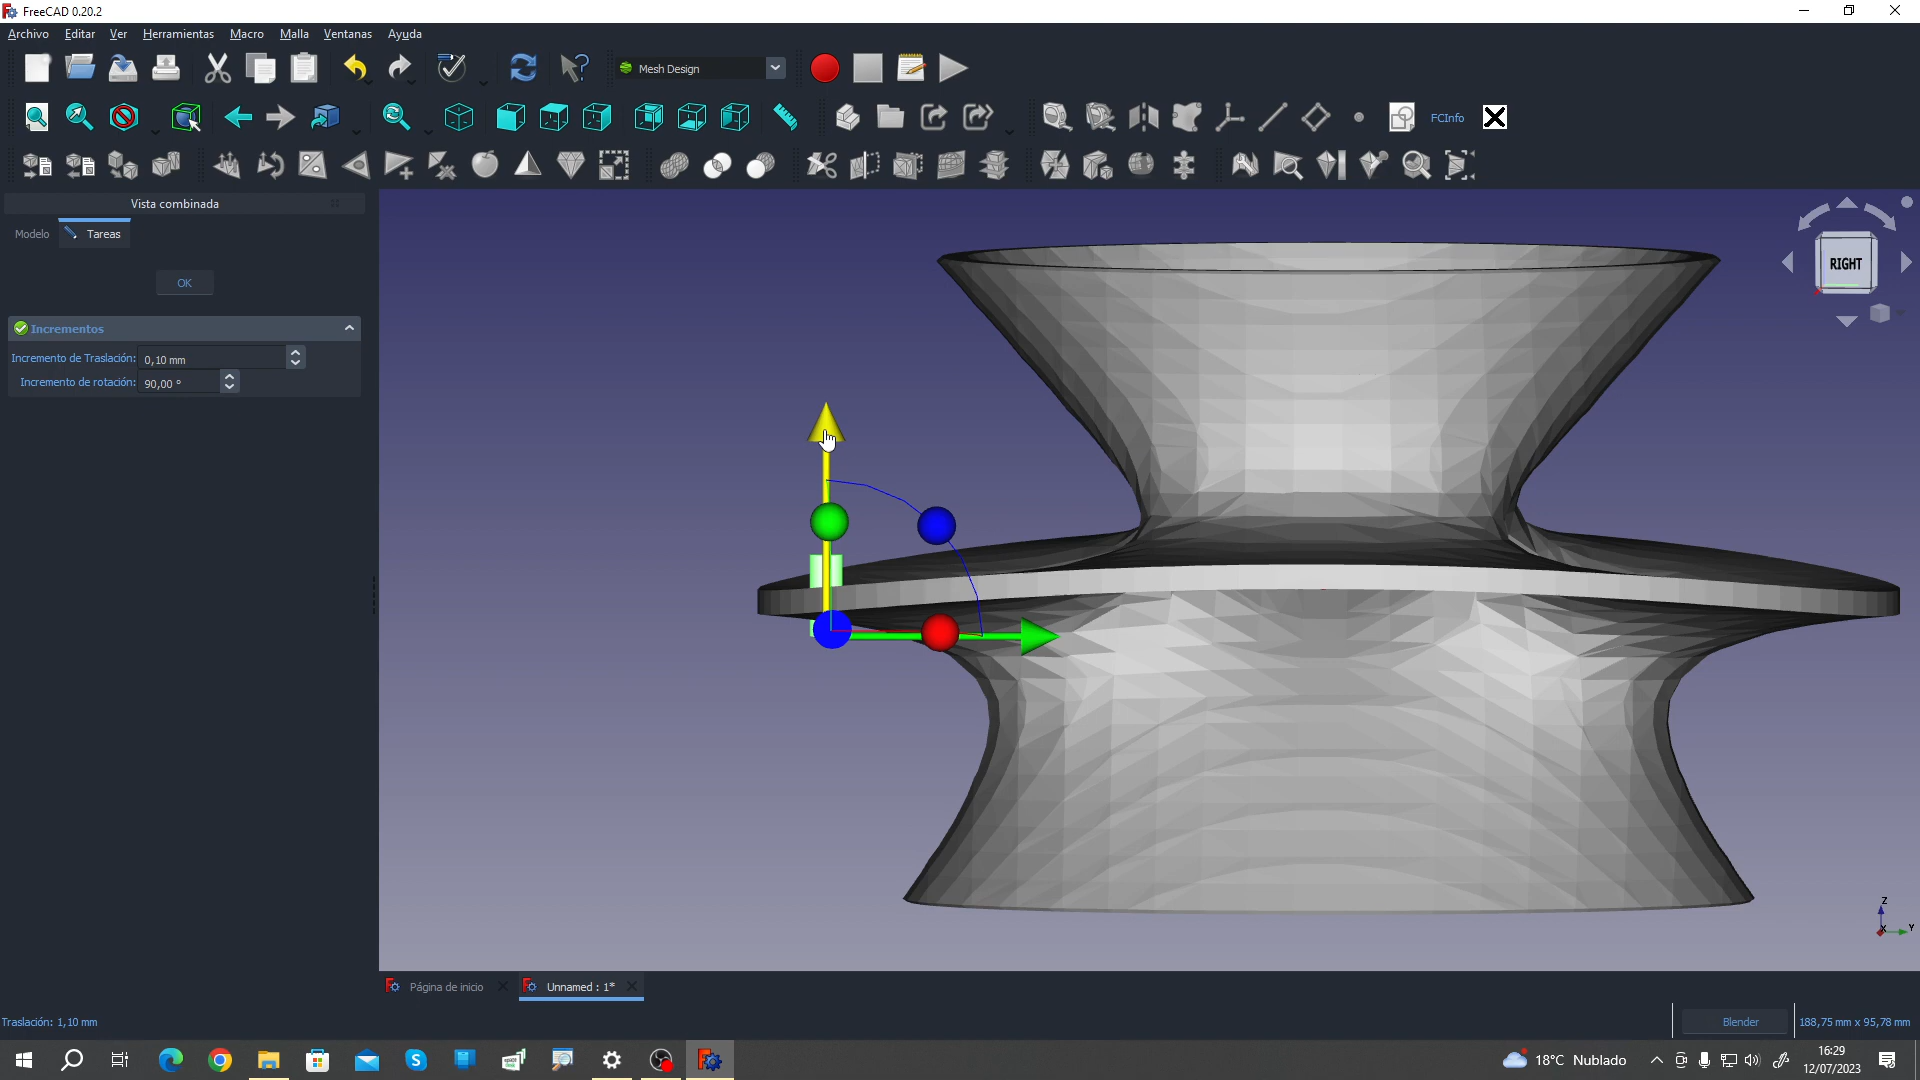 FreeCAD 0.20.2
Archivo Editar Ver Herramientas Macro Malla Ventanas Ayuda
Mesh Design
FCInfo
Vista combinada
Modelo Tareas
OK
Incrementos
Incremento de Traslación: 0,10 mm
Incremento de rotación: 90,00 °
RIGHT
Z
Y
X
Página de inicio Unnamed : 1*
Traslación: 1,10 mm
Blender 188,75 mm x 95,78 mm
18°C Nublado
16:29
12/07/2023